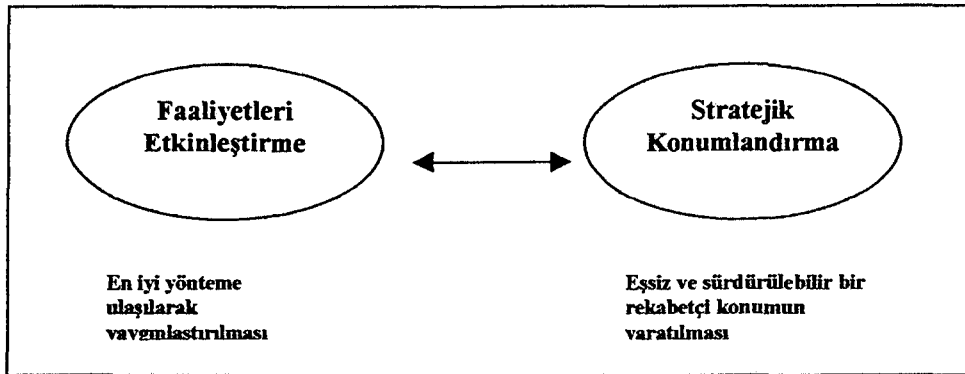 Faaliyetleri
Etkinleştirme
Stratejik
Konumlandırma
En iyi yönteme
ulaşılarak
yaygınlaştırılması
Eşsiz ve sürdürülebilir bir
rekabetçi konumun
yaratılması